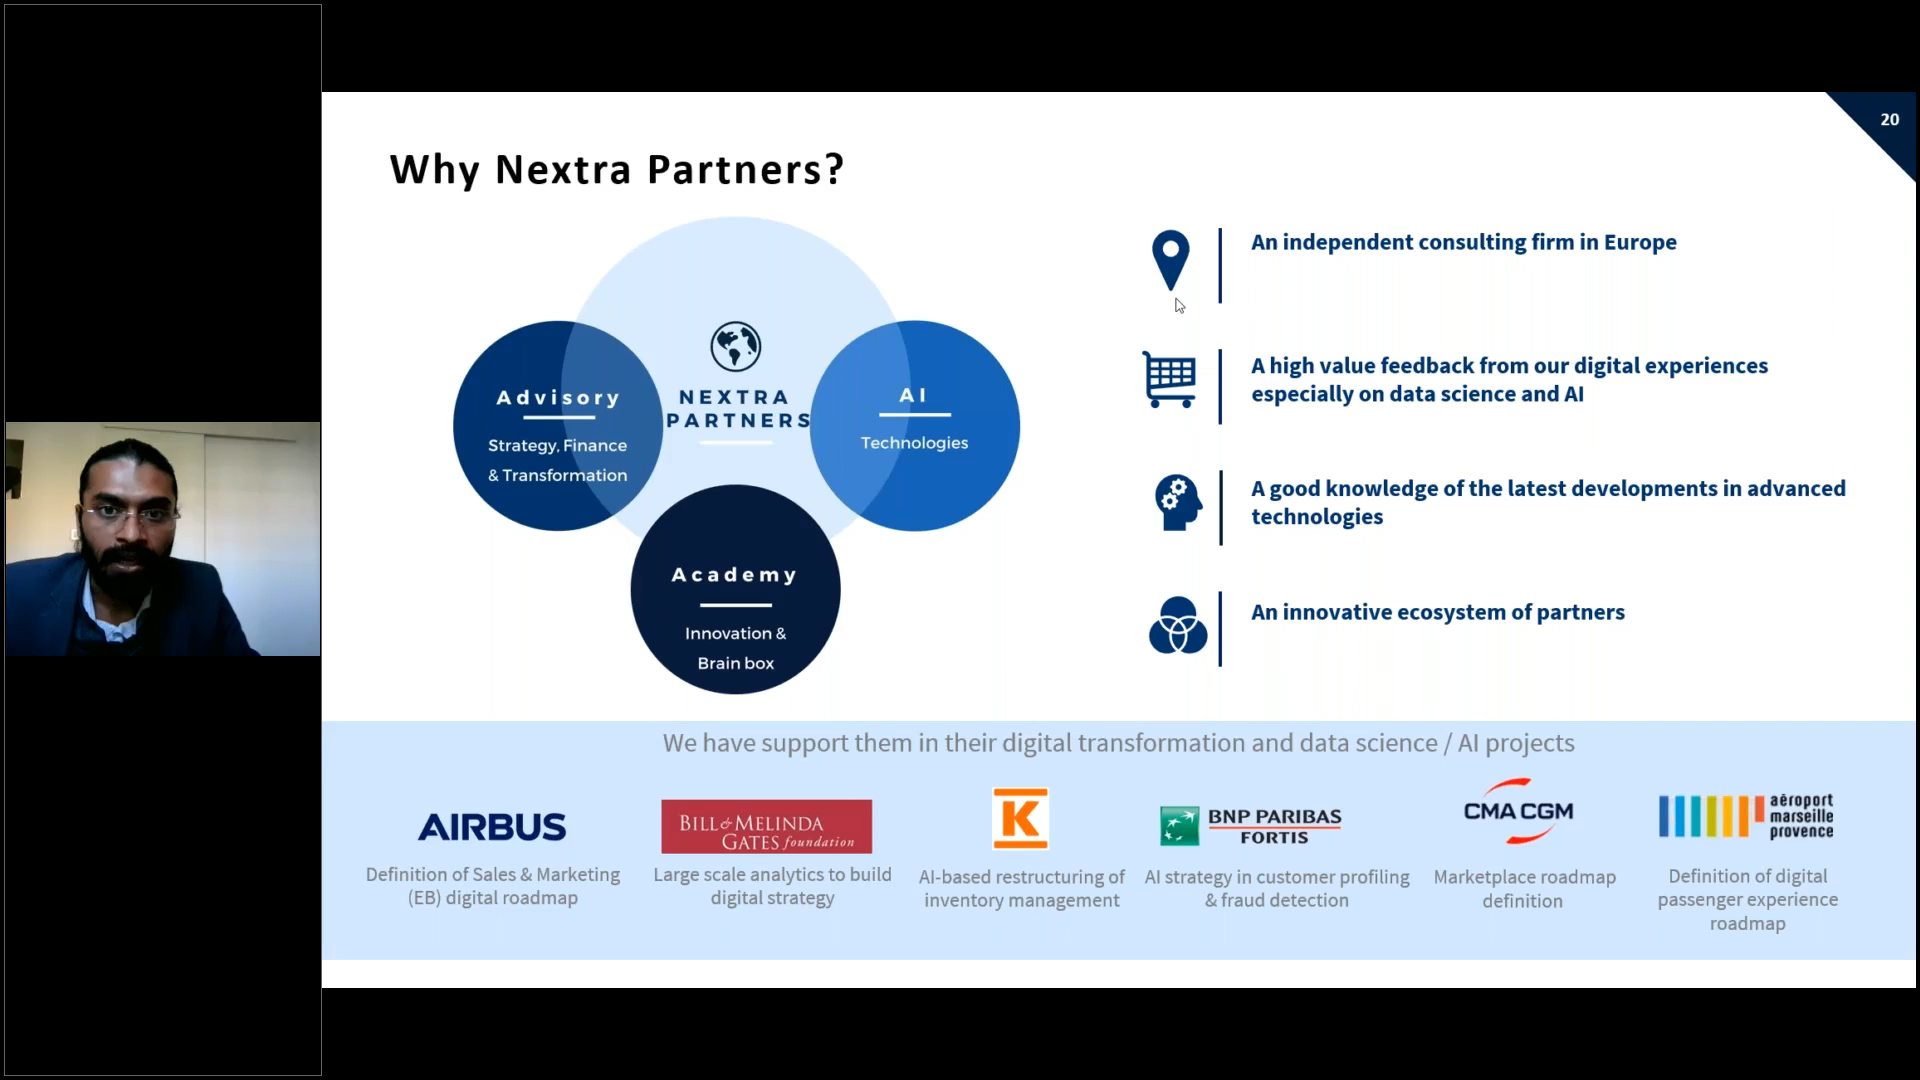 20
Why Nextra Partners?
NEXTRA
PARTNERS
Advisory
Strategy, Finance
& Transformation
AI
Technologies
Academy
Innovation &
Brain box
An independent consulting firm in Europe
A high value feedback from our digital experiences
especially on data science and AI
A good knowledge of the latest developments in advanced
technologies
An innovative ecosystem of partners
We have support them in their digital transformation and data science / AI projects
AIRBUS
Definition of Sales & Marketing
(EB) digital roadmap
BILL & MELINDA
GATES foundation
Large scale analytics to build
digital strategy
K
AI-based restructuring of
inventory management
BNP PARIBAS
FORTIS
AI strategy in customer profiling
& fraud detection
CMA CGM
Marketplace roadmap
definition
aéroport
marseille
provence
Definition of digital
passenger experience
roadmap